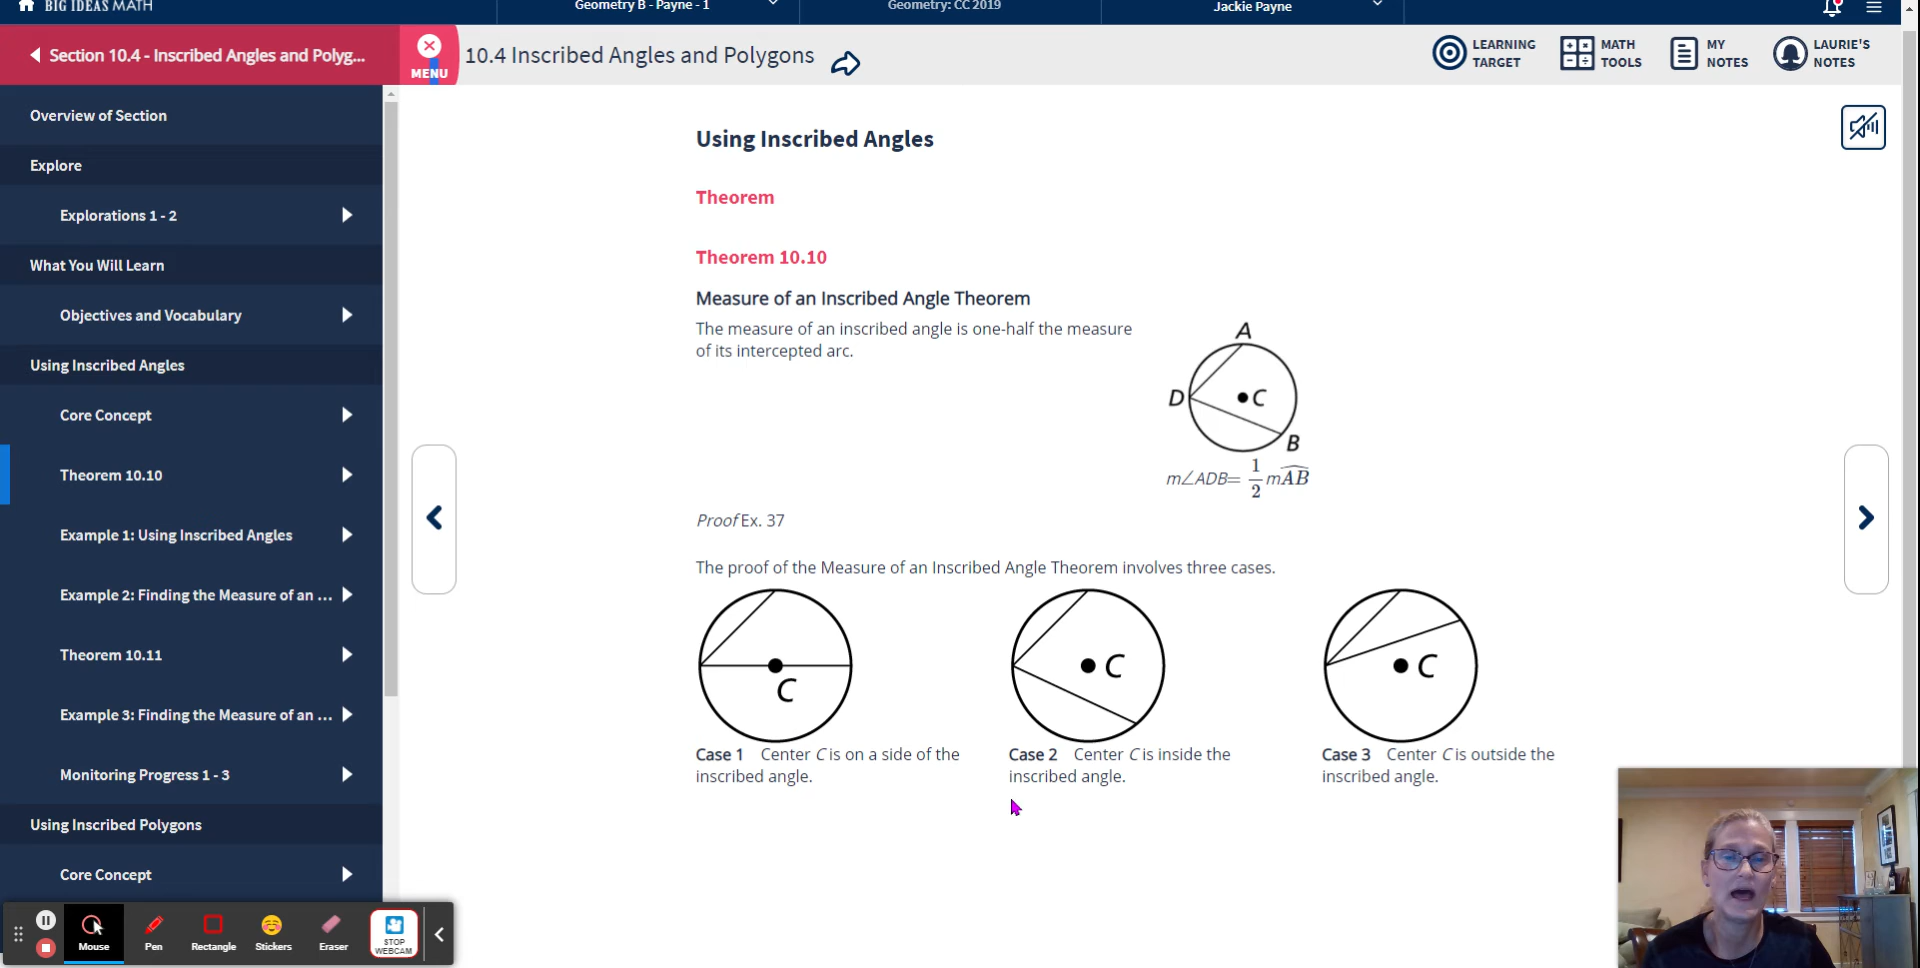 BIG IDEAS MATH
Geometry B - Payne - 1
Geometry: CC 2019
Jackie Payne
Section 10.4 - Inscribed Angles and Polyg...
MENU
10.4 Inscribed Angles and Polygons
LEARNING TARGET
MATH TOOLS
MY NOTES
LAURIE'S NOTES
Overview of Section
Explore
Explorations 1 - 2
What You Will Learn
Objectives and Vocabulary
Using Inscribed Angles
Core Concept
Theorem 10.10
Example 1: Using Inscribed Angles
Example 2: Finding the Measure of an ...
Theorem 10.11
Example 3: Finding the Measure of an ...
Monitoring Progress 1 - 3
Using Inscribed Polygons
Core Concept
Mouse
Pen
Rectangle
Stickers
Eraser
STOP WEBCAM
Using Inscribed Angles
Theorem
Theorem 10.10
Measure of an Inscribed Angle Theorem
The measure of an inscribed angle is one-half the measure
of its intercepted arc.
A
D
C
B
m∠ADB= 1/2 mAB͡
Proof Ex. 37
The proof of the Measure of an Inscribed Angle Theorem involves three cases.
C
C
C
Case 1 Center C is on a side of the
inscribed angle.
Case 2 Center C is inside the
inscribed angle.
Case 3 Center C is outside the
inscribed angle.